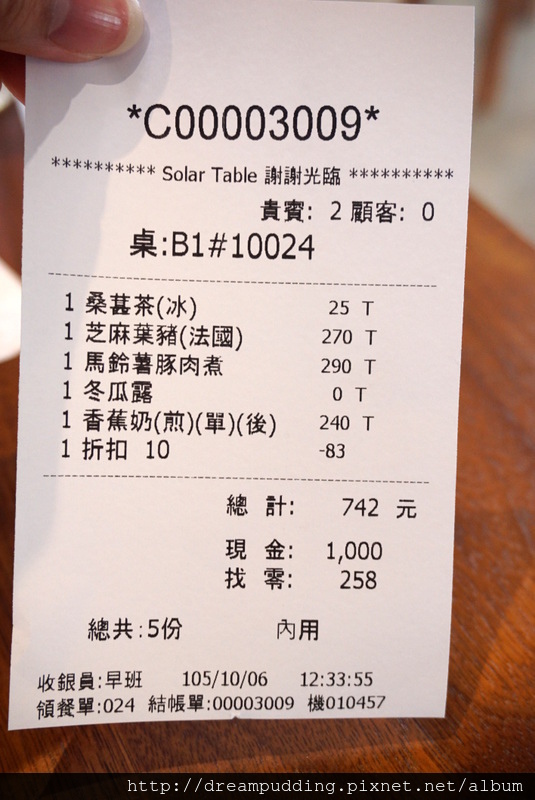 *C00003009*
********** Solar Table 謝謝光臨 **********
貴賓: 2 顧客: 0
桌:B1#10024
1 桑葚茶(冰) 25 T
1 芝麻葉豬(法國) 270 T
1 馬鈴薯豚肉煮 290 T
1 冬瓜露 0 T
1 香蕉奶(煎)(單)(後) 240 T
1 折扣 10 -83
總 計: 742 元
現 金: 1,000
找 零: 258
總共:5份 內用
收銀員:早班 105/10/06 12:33:55
領餐單:024 結帳單:00003009 機010457
http://dreampudding.pixnet.net/album